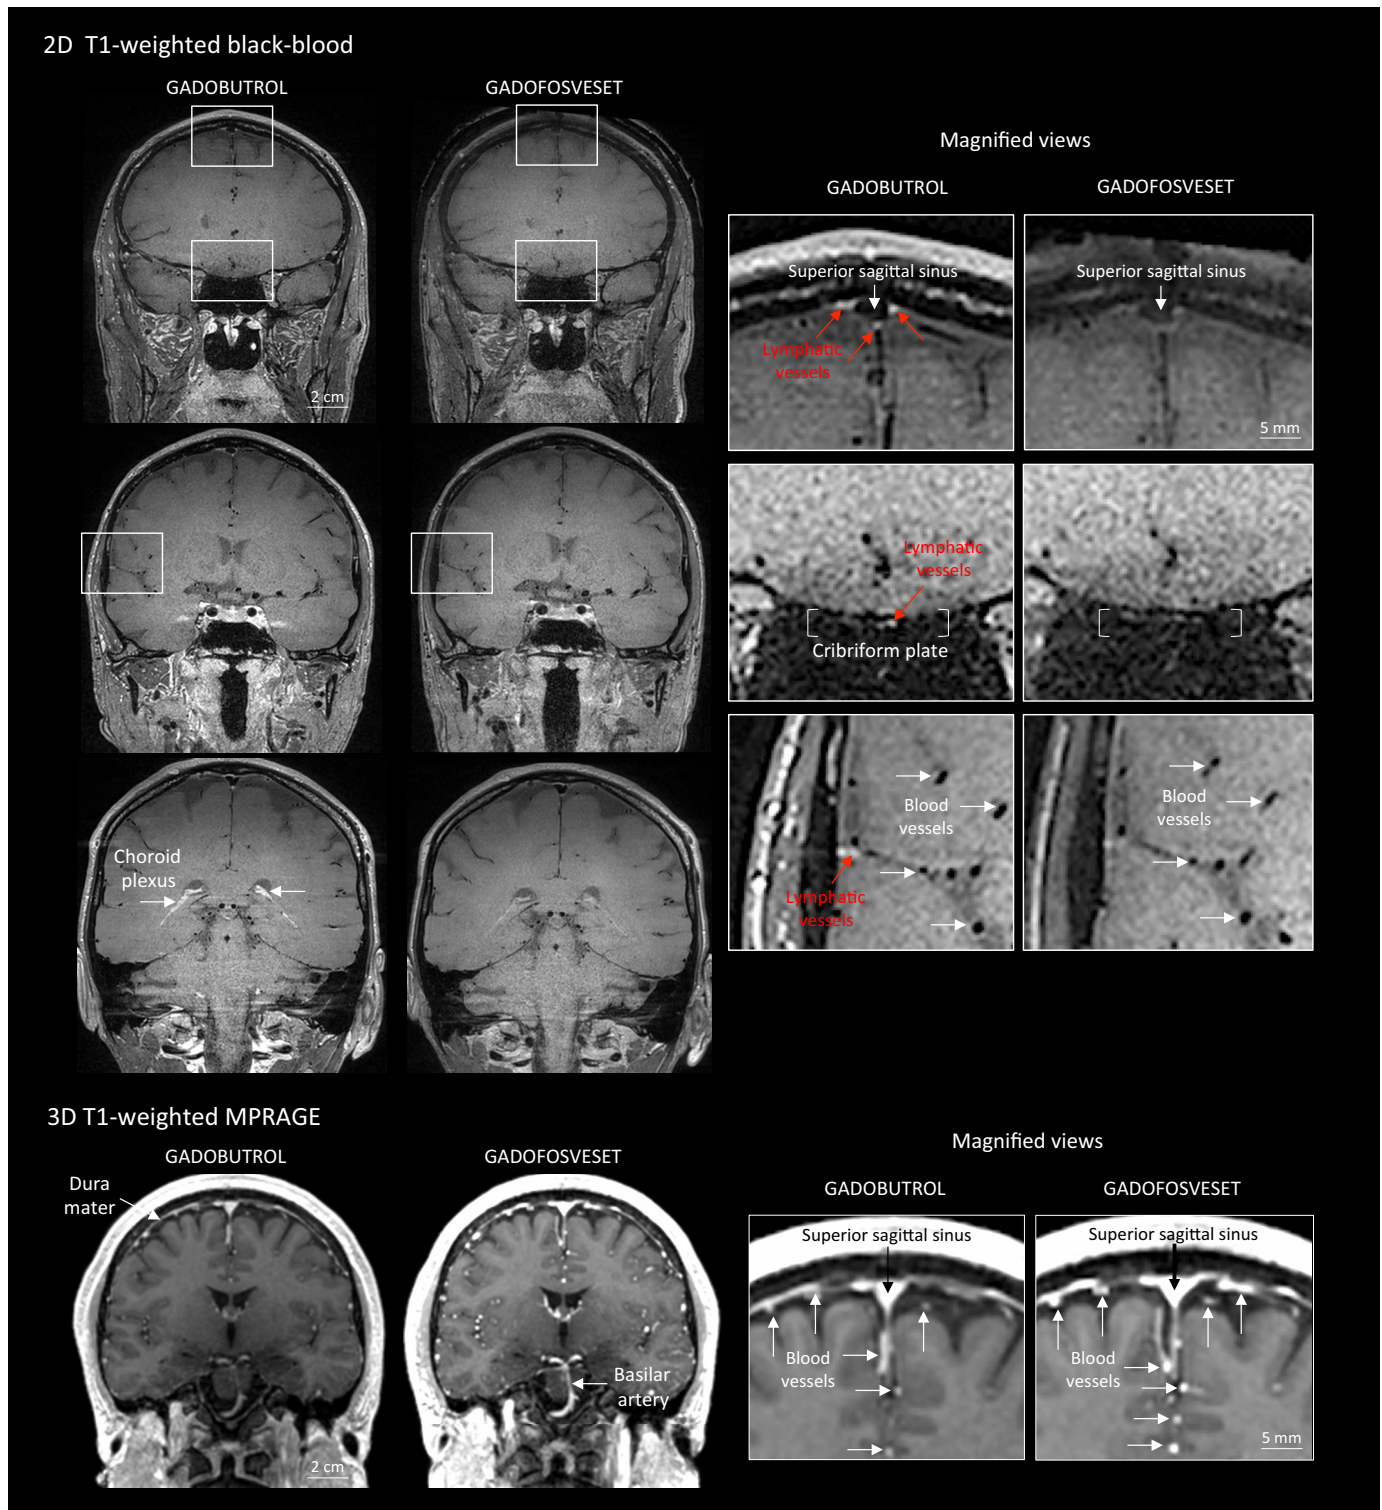 2D T1-weighted black-blood
GADOBUTROL
GADOFOSVESET
2 cm
Choroid
plexus
Magnified views
GADOBUTROL
GADOFOSVESET
Superior sagittal sinus
Lymphatic
vessels
Superior sagittal sinus
5 mm
Lymphatic
vessels
Cribriform plate
Blood
vessels
Lymphatic
vessels
Blood
vessels
3D T1-weighted MPRAGE
GADOBUTROL
GADOFOSVESET
Dura
mater
2 cm
Basilar
artery
Magnified views
GADOBUTROL
GADOFOSVESET
Superior sagittal sinus
Blood
vessels
Superior sagittal sinus
Blood
vessels
5 mm